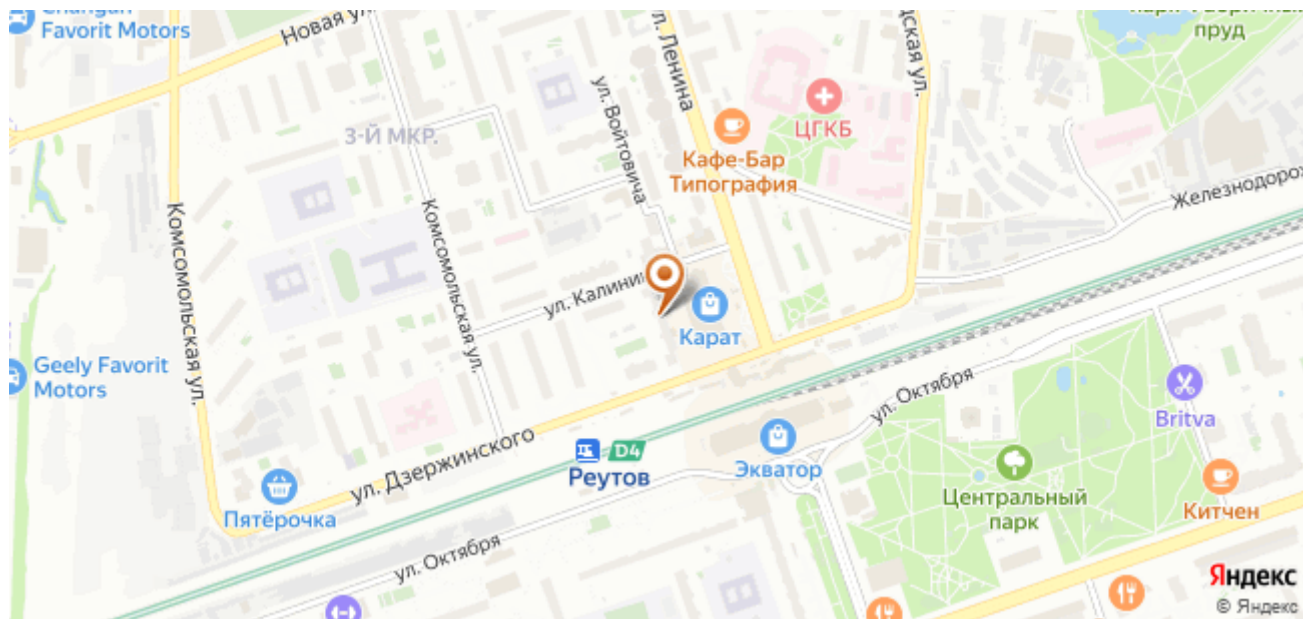 Changan
Favorit Motors
Новая ул.
ул. Ленина
пруд
ул. Войтовича
ЦГКБ
3-Й МКР.
Кафе-Бар
Типография
Комсомольская ул.
Комсомольская ул.
ул. Калинин
Карат
Geely Favorit
Motors
ул. Октября
Britva
ул. Дзержинского
D4
Реутов
Экватор
Центральный
парк
Китчен
Пятёрочка
ул. Октября
Яндекс
© Яндекс